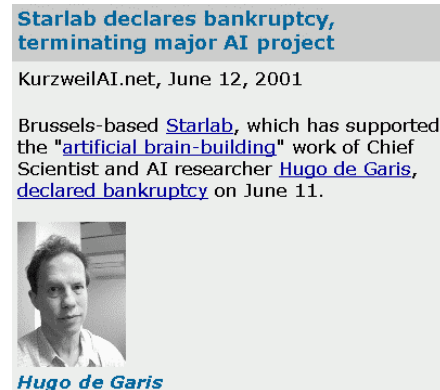 Starlab declares bankruptcy,
terminating major AI project
KurzweilAI.net, June 12, 2001
Brussels-based Starlab, which has supported
the "artificial brain-building" work of Chief
Scientist and AI researcher Hugo de Garis,
declared bankruptcy on June 11.
Hugo de Garis